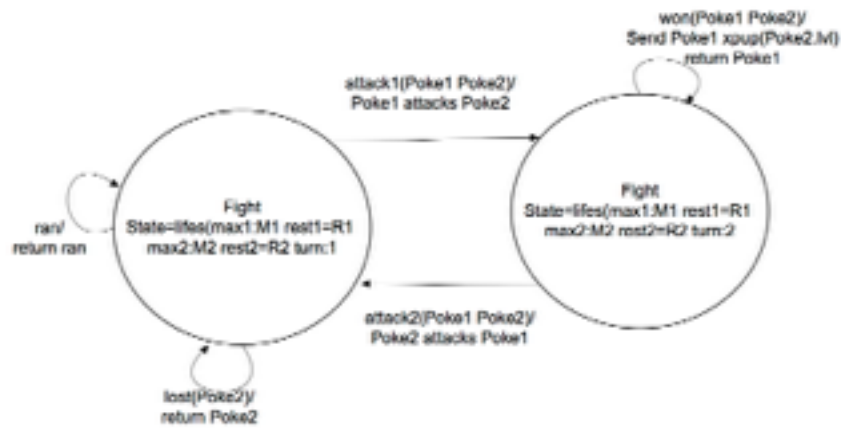 won(Poke1 Poke2)/
Send Poke1 xpup(Poke2.lvl)
return Poke1
attack1(Poke1 Poke2)/
Poke1 attacks Poke2
Fight
State=lifes(max1:M1 rest1=R1
max2:M2 rest2=R2 turn:1
Fight
State=lifes(max1:M1 rest1=R1
max2:M2 rest2=R2 turn:2
ran/
return ran
attack2(Poke1 Poke2)/
Poke2 attacks Poke1
lost(Poke2)/
return Poke2